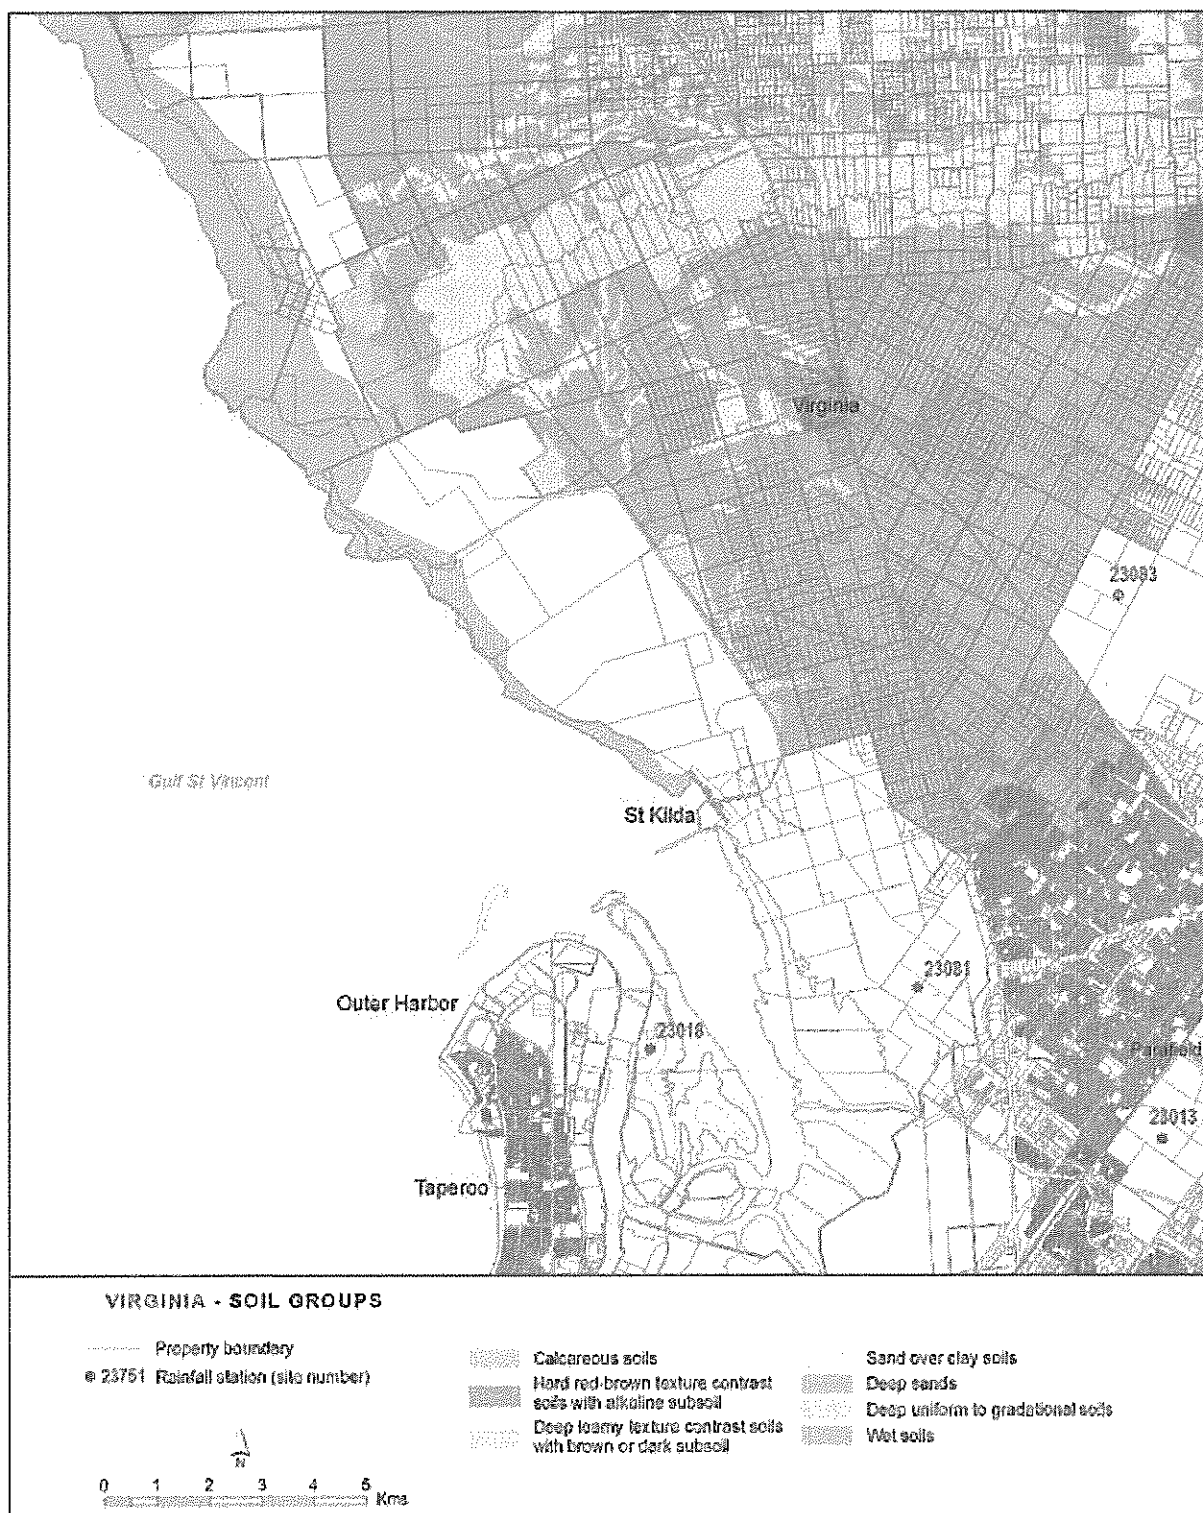 Virginia
23083
Gulf St Vincent
St Kilda
23081
Outer Harbor
23018
Parafield
23013
Taperoo
VIRGINIA - SOIL GROUPS
Property boundary
23751 Rainfall station (site number)
N
0 1 2 3 4 5 Kms
Calcareous soils
Hard red-brown texture contrast
soils with alkaline subsoil
Deep loamy texture contrast soils
with brown or dark subsoil
Sand over clay soils
Deep sands
Deep uniform to gradational soils
Wet soils